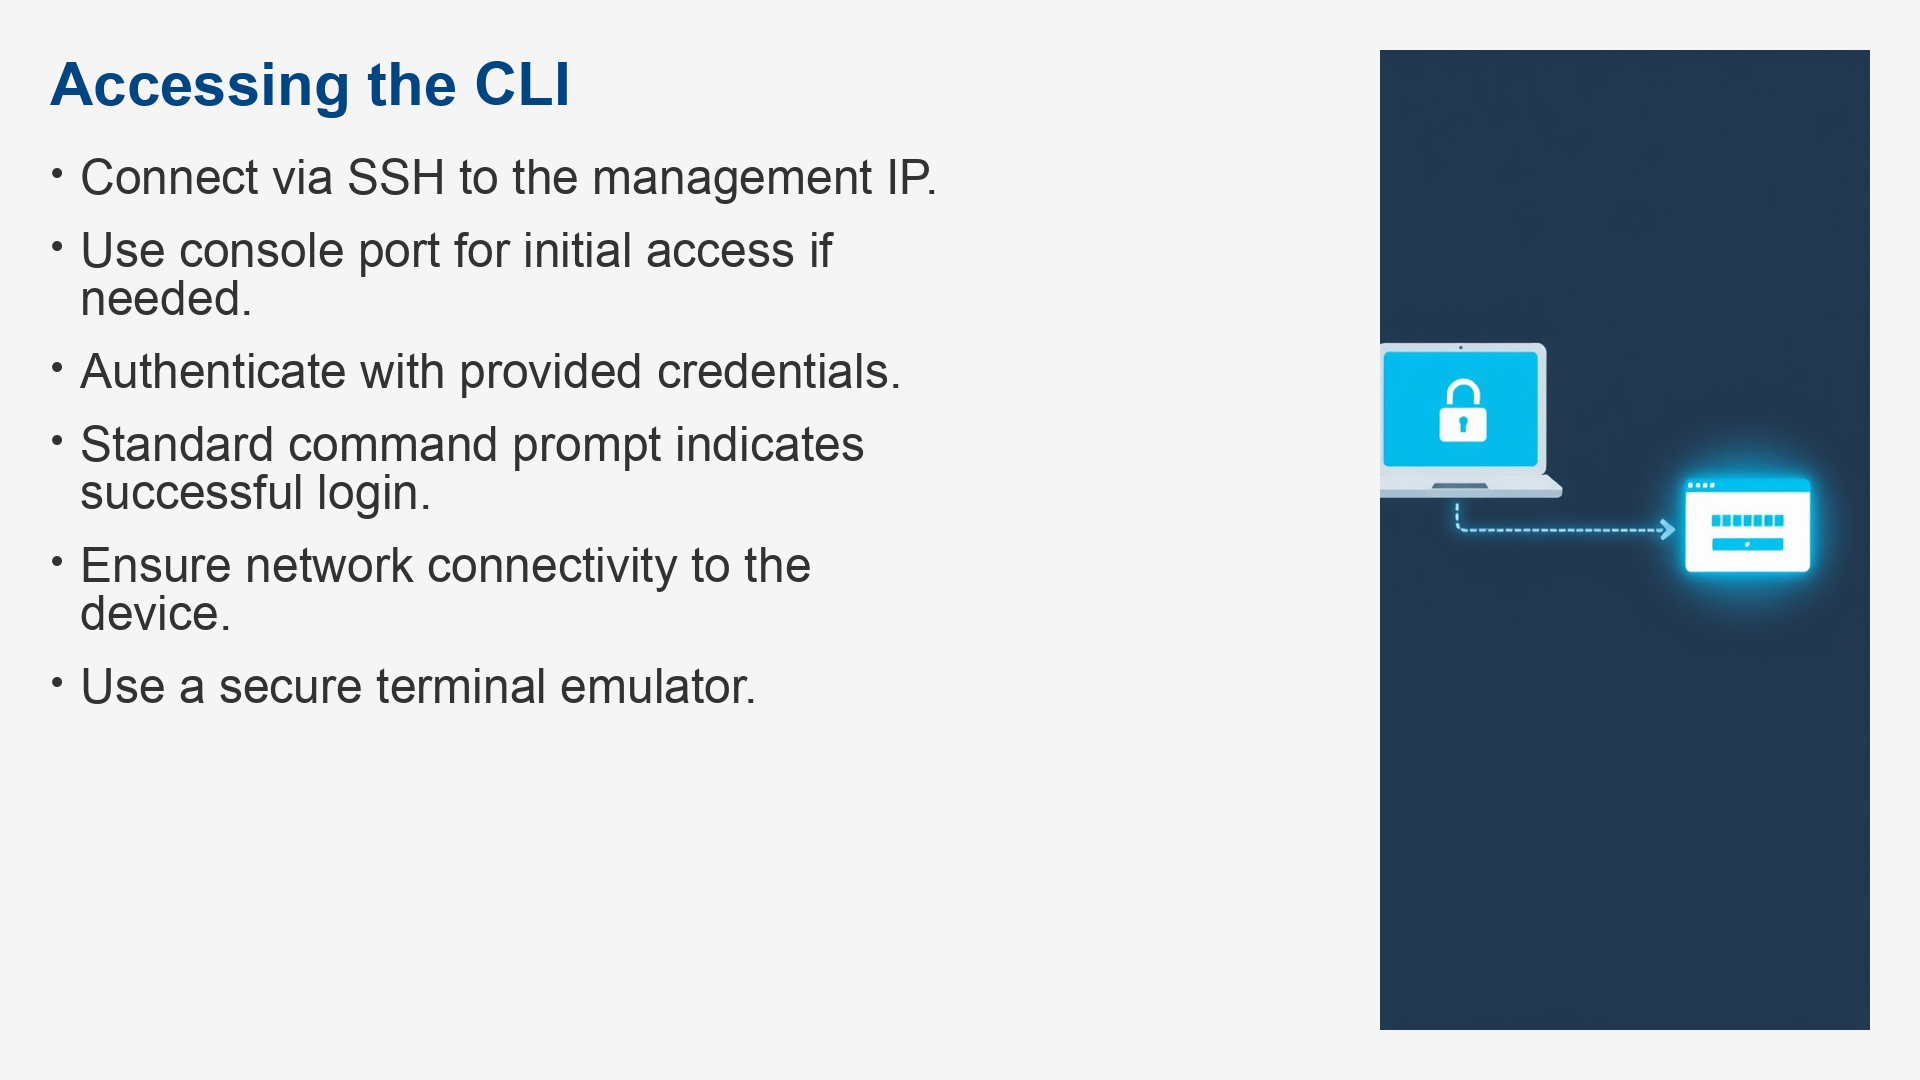 Accessing the CLI
• Connect via SSH to the management IP.
• Use console port for initial access if
needed.
• Authenticate with provided credentials.
• Standard command prompt indicates
successful login.
• Ensure network connectivity to the
device.
• Use a secure terminal emulator.